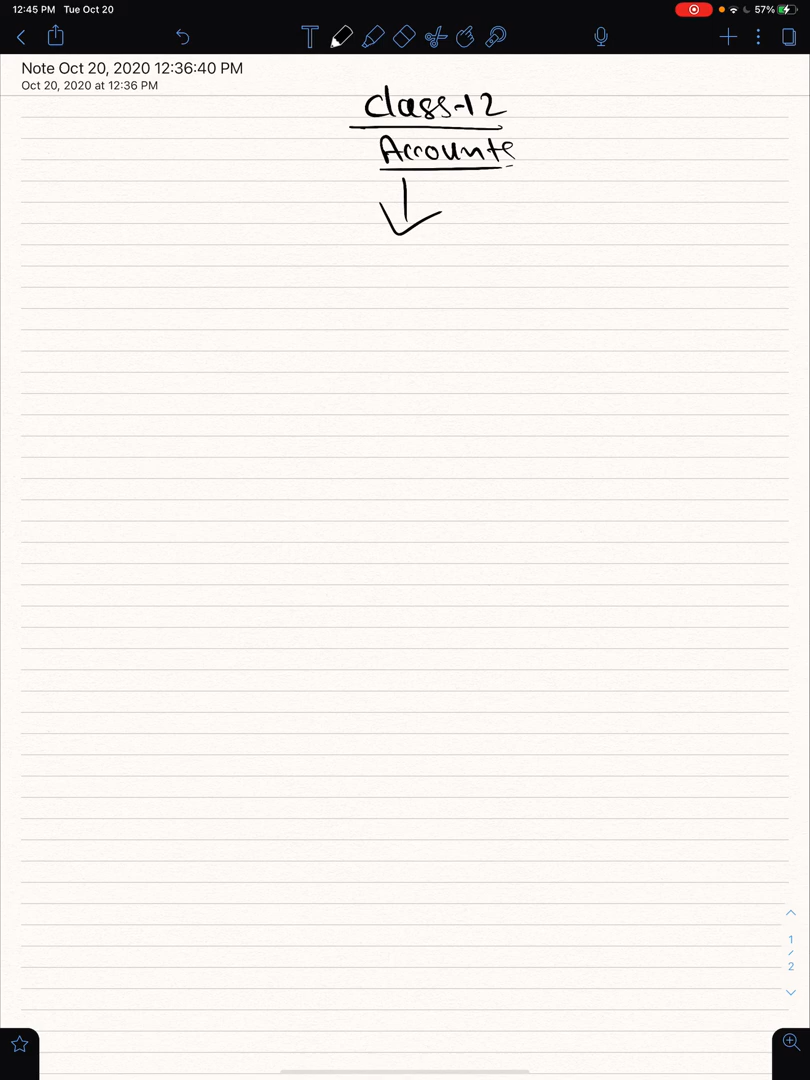 12:45 PM Tue Oct 20 57%
Note Oct 20, 2020 12:36:40 PM
Oct 20, 2020 at 12:36 PM
class-12
Accounts
1
2